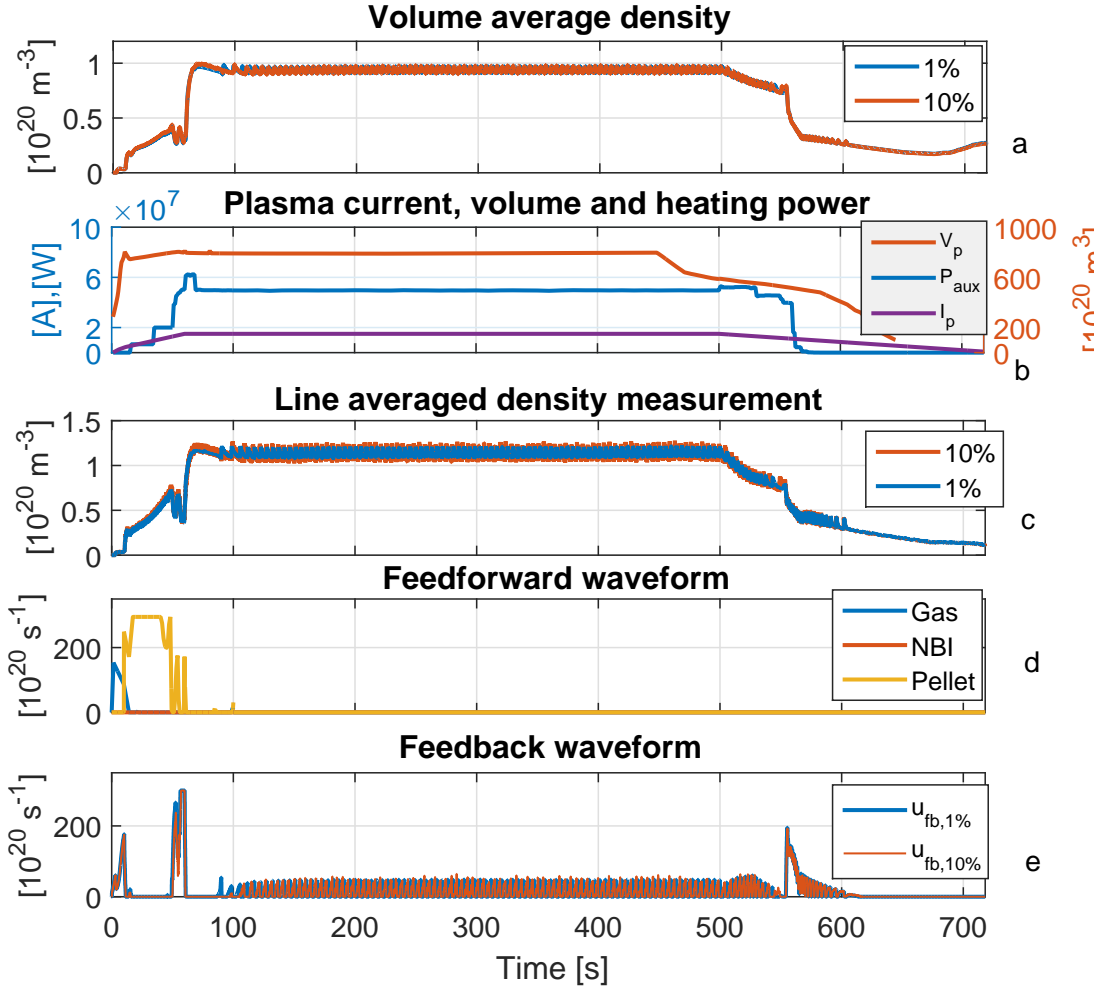 Volume average density
1
0.5
0
[10^20 m^-3]
1%
10%
a
×10^7
Plasma current, volume and heating power
10
6
2
0
[A],[W]
V_p
P_aux
I_p
1000
600
200
0
[10^20 m^3]
b
Line averaged density measurement
1.5
1
0.5
0
[10^20 m^-3]
10%
1%
c
Feedforward waveform
200
0
[10^20 s^-1]
Gas
NBI
Pellet
d
Feedback waveform
200
0
[10^20 s^-1]
u_fb,1%
u_fb,10%
e
0 100 200 300 400 500 600 700
Time [s]